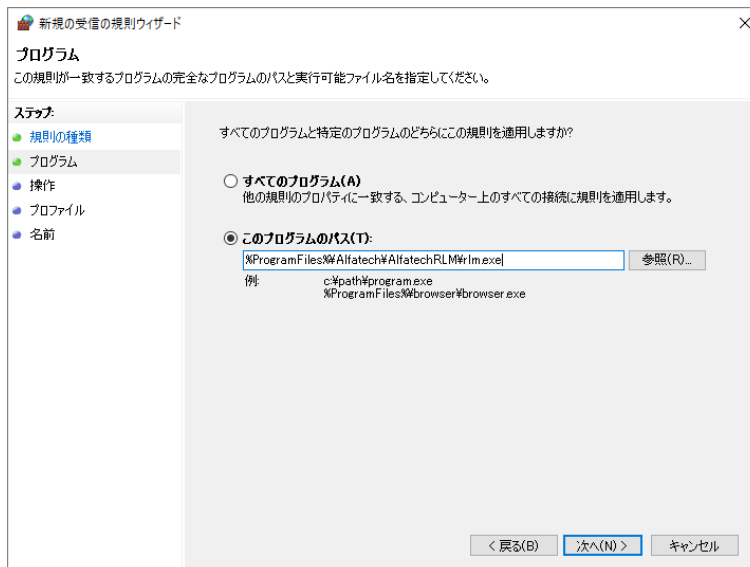 新規の受信の規則ウィザード
プログラム
この規則が一致するプログラムの完全なプログラムのパスと実行可能ファイル名を指定してください。
ステップ:
規則の種類
プログラム
操作
プロファイル
名前
すべてのプログラムと特定のプログラムのどちらにこの規則を適用しますか?
すべてのプログラム(A)
他の規則のプロパティに一致する、コンピューター上のすべての接続に規則を適用します。
このプログラムのパス(T):
%ProgramFiles%¥Alfatech¥AlfatechRLM¥rlm.exe
参照(R)...
例: c:¥path¥program.exe
%ProgramFiles%¥browser¥browser.exe
< 戻る(B) 次へ(N) > キャンセル